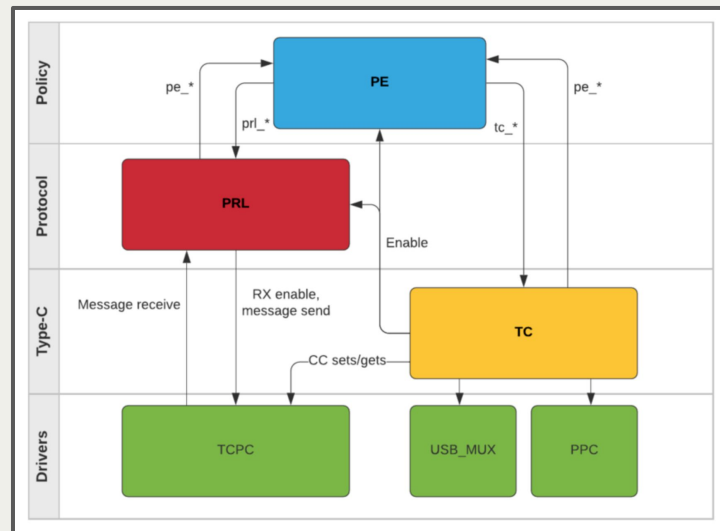 Policy
PE
pe_*
pe_*
prl_*
tc_*
Protocol
PRL
Enable
Type-C
Message receive
RX enable,
message send
TC
CC sets/gets
Drivers
TCPC
USB_MUX
PPC